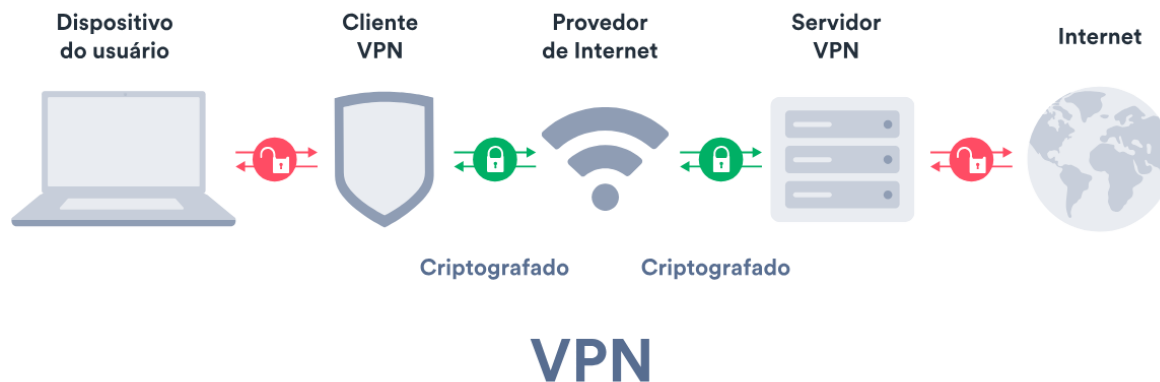 Dispositivo
do usuário
Cliente
VPN
Provedor
de Internet
Servidor
VPN
Internet
Criptografado
Criptografado
VPN